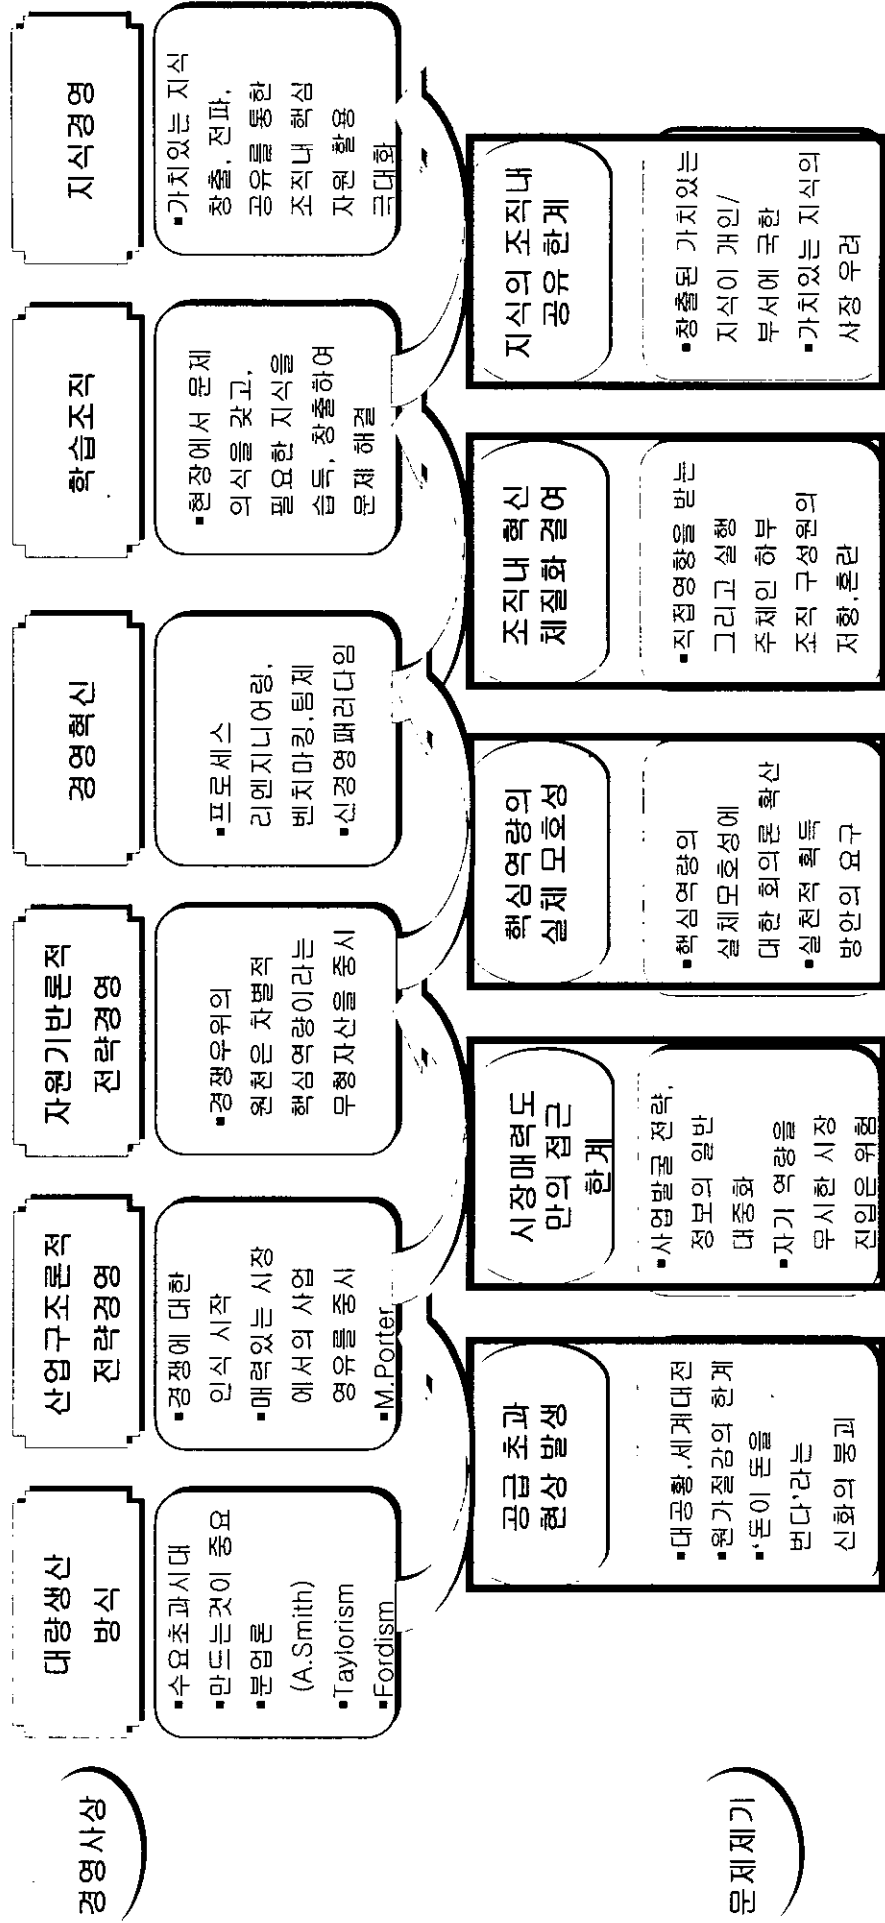 경영사상
대량생산
방식
▪수요초과시대
▪만드는것이 중요
▪분업론
(A.Smith)
▪Taylorism
▪Fordism
산업구조론적
전략경영
▪경쟁에 대한
인식 시작
▪매력있는 시장
에서의 사업
영유를 중시
▪M.Porter
자원기반론적
전략경영
▪경쟁우위의
원천은 차별적
핵심역량이라는
무형자산을 중시
경영혁신
▪프로세스
리엔지니어링,
벤치마킹,팀제
▪신경영패러다임
학습조직
▪현장에서 문제
의식을 갖고,
필요한 지식을
습득, 창출하여
문제 해결
지식경영
▪가치있는 지식
창출, 전파,
공유를 통한
조직내 핵심
자원 활용
극대화
문제제기
공급초과
현상 발생
▪대공황,세계대전
▪원가절감의 한계
▪‘돈이 돈을
번다’라는
신화의 붕괴
시장매력도
만의 접근
한계
▪사업발굴 전략,
정보의 일반
대중화
▪자기 역량을
무시한 시장
진입은 위험
핵심역량의
실체 모호성
▪핵심역량의
실체모호성에
대한 회의론 확산
▪실천적 획득
방안의 요구
조직내 혁신
체질화 결여
▪직접영향을 받는
그리고 실행
주체인 하부
조직 구성원의
저항,혼란
지식의 조직내
공유 한계
▪창출된 가치있는
지식이 개인/
부서에 국한
▪가치있는 지식의
사장 우려